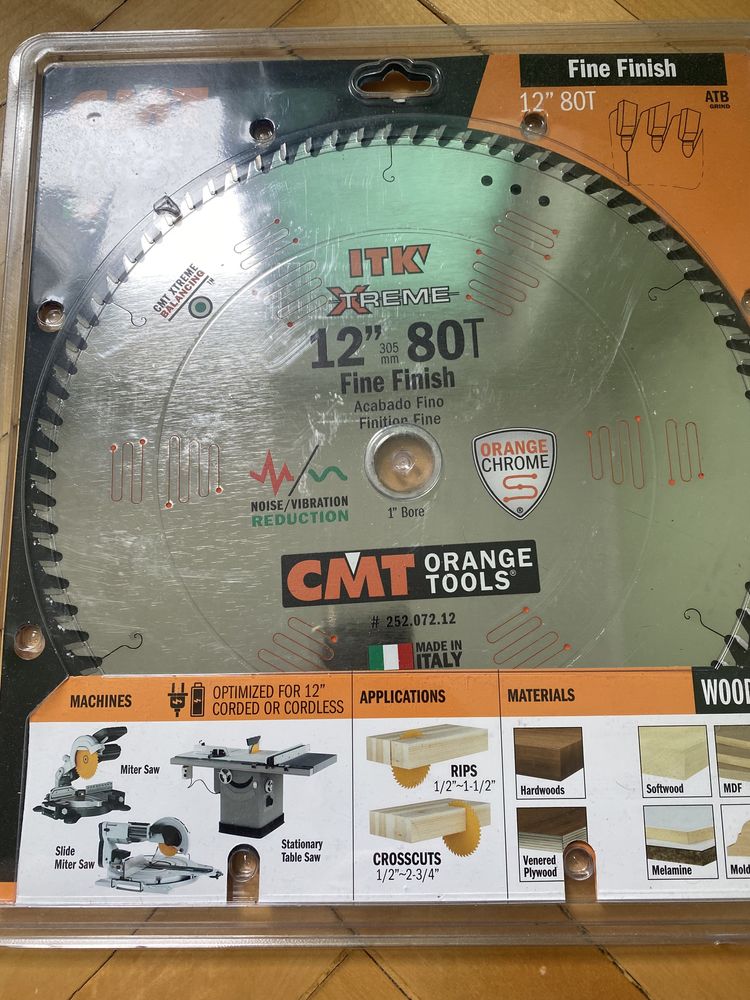 Fine Finish
12" 80T
ATB
GRIND
CMT
CMT XTREME
BALANCING™
ITK
XTREME
12" 305 mm 80T
Fine Finish
Acabado Fino
Finition Fine
NOISE/VIBRATION
REDUCTION
ORANGE
CHROME
®
1" Bore
CMT ORANGE
TOOLS®
# 252.072.12
MADE IN
ITALY
MACHINES
OPTIMIZED FOR 12"
CORDED OR CORDLESS
Miter Saw
Slide
Miter Saw
Stationary
Table Saw
APPLICATIONS
RIPS
1/2"~1-1/2"
CROSSCUTS
1/2"~2-3/4"
MATERIALS
WOOD
Hardwoods
Softwood
MDF
Venered
Plywood
Melamine
Mold